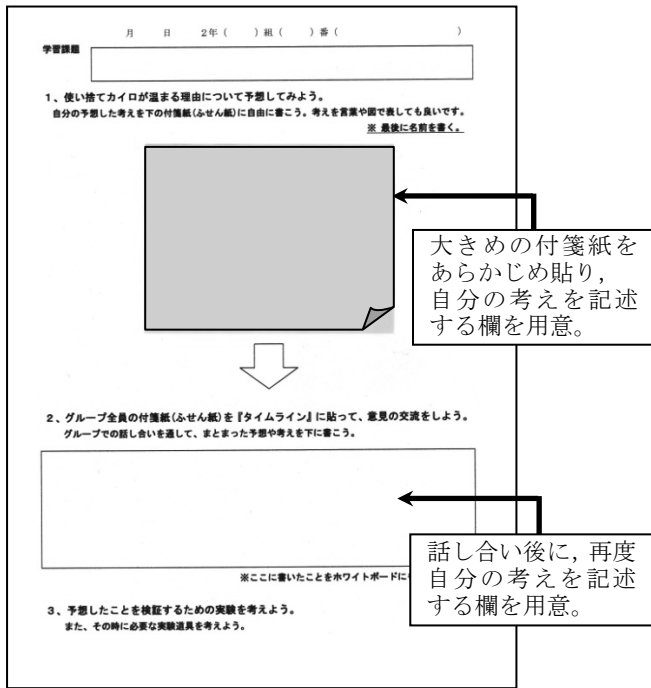 月 日 2年( )組( )番( )
学習課題
1、使い捨てカイロが温まる理由について予想してみよう。
自分の予想した考えを下の付箋紙(ふせん紙)に自由に書こう。考えを言葉や図で表しても良いです。
※ 最後に名前を書く。
大きめの付箋紙を
あらかじめ貼り,
自分の考えを記述
する欄を用意。
2、グループ全員の付箋紙(ふせん紙)を『タイムライン』に貼って、意見の交流をしよう。
グループでの話し合いを通して、まとまった予想や考えを下に書こう。
話し合い後に, 再度
自分の考えを記述
する欄を用意。
※ここに書いたことをホワイトボードに
3、予想したことを検証するための実験を考えよう。
また、その時に必要な実験道具を考えよう。